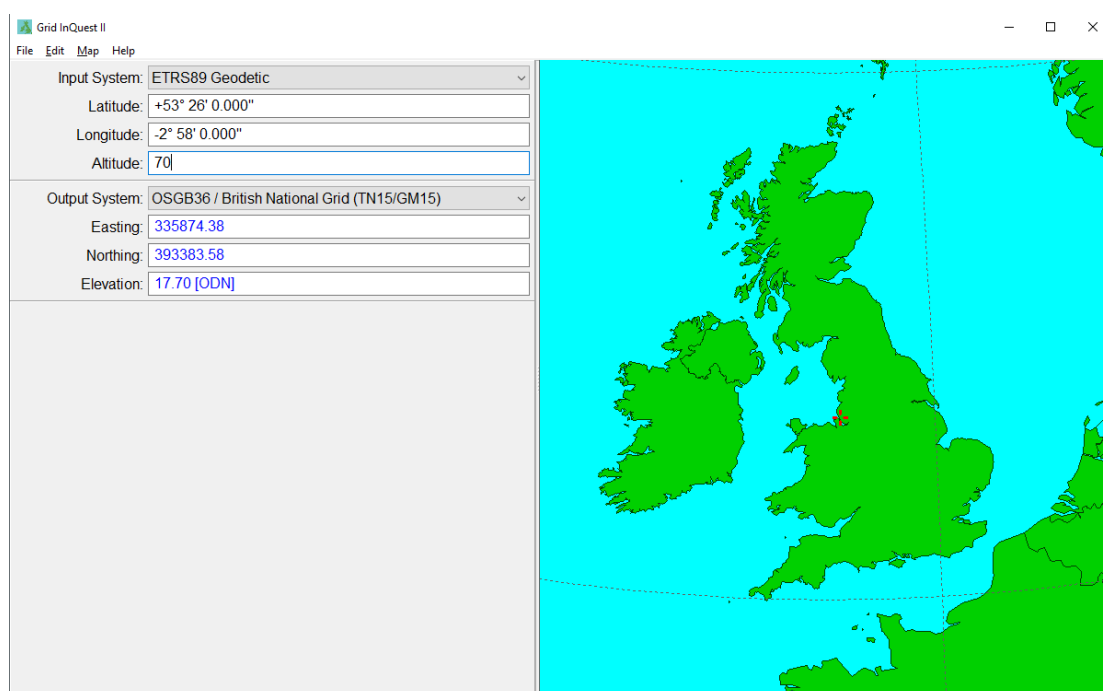 Grid InQuest II
File Edit Map Help
Input System: ETRS89 Geodetic
Latitude: +53° 26' 0.000"
Longitude: -2° 58' 0.000"
Altitude: 70
Output System: OSGB36 / British National Grid (TN15/GM15)
Easting: 335874.38
Northing: 393383.58
Elevation: 17.70 [ODN]